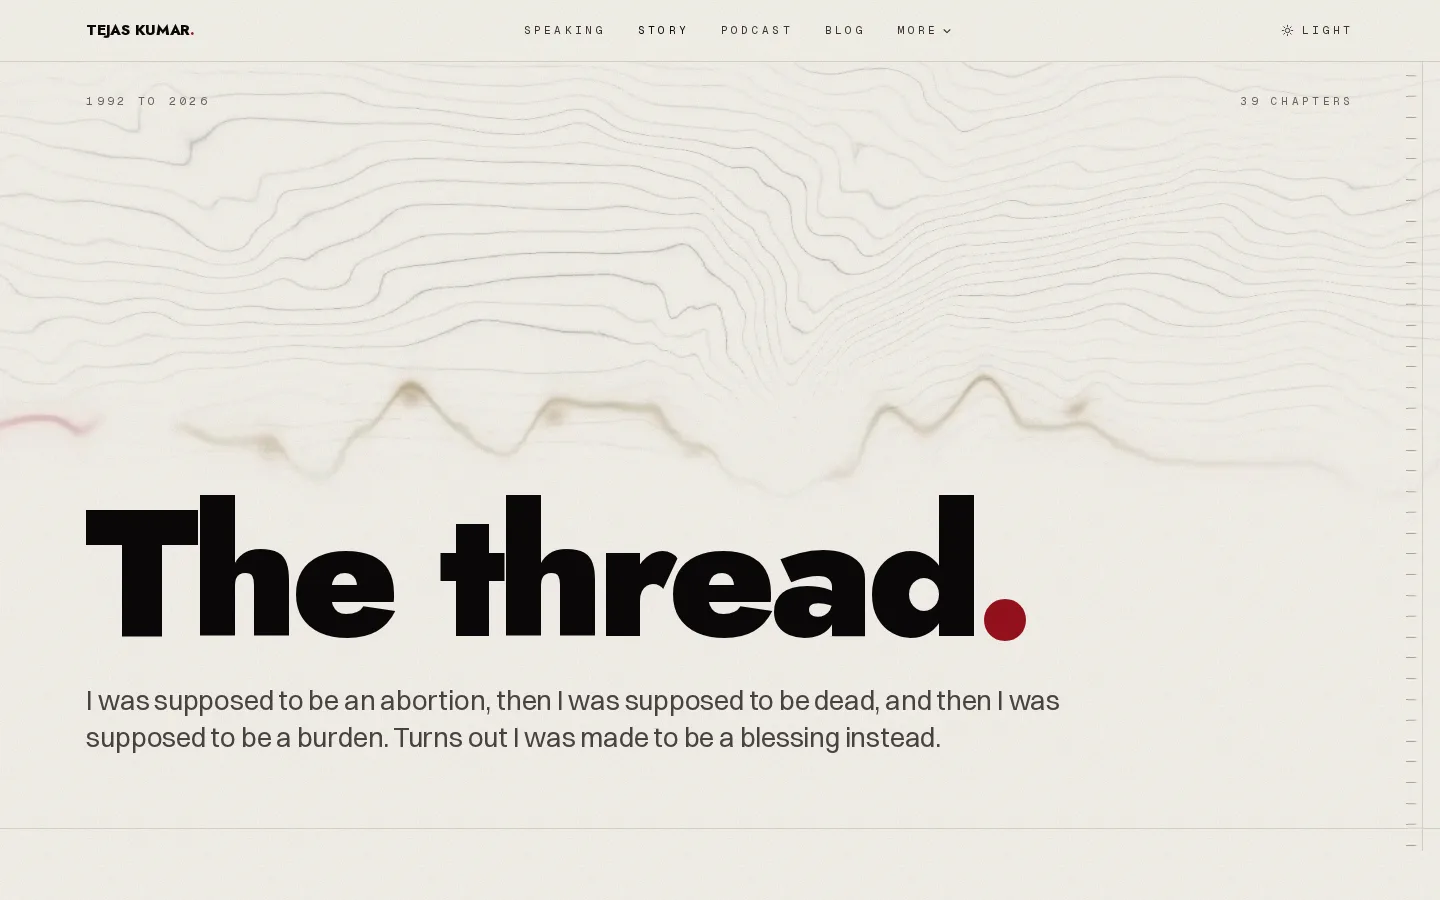 TEJAS KUMAR.
SPEAKING STORY PODCAST BLOG MORE
LIGHT
1992 TO 2026
39 CHAPTERS
The thread.
I was supposed to be an abortion, then I was supposed to be dead, and then I was
supposed to be a burden. Turns out I was made to be a blessing instead.